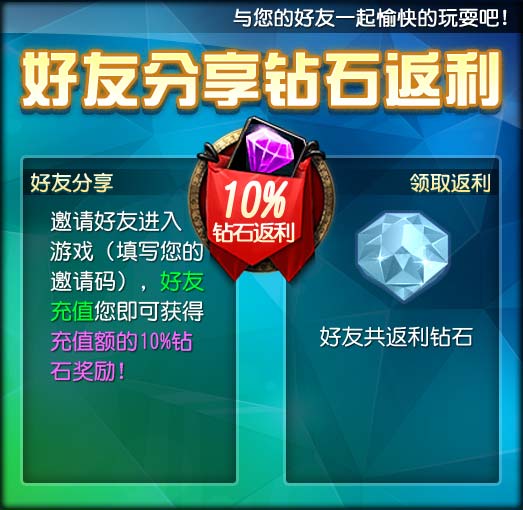 与您的好友一起愉快的玩耍吧!
好友分享钻石返利
好友分享
邀请好友进入
游戏（填写您的
邀请码），好友
充值您即可获得
充值额的10%钻
石奖励!
10%
钻石返利
领取返利
好友共返利钻石